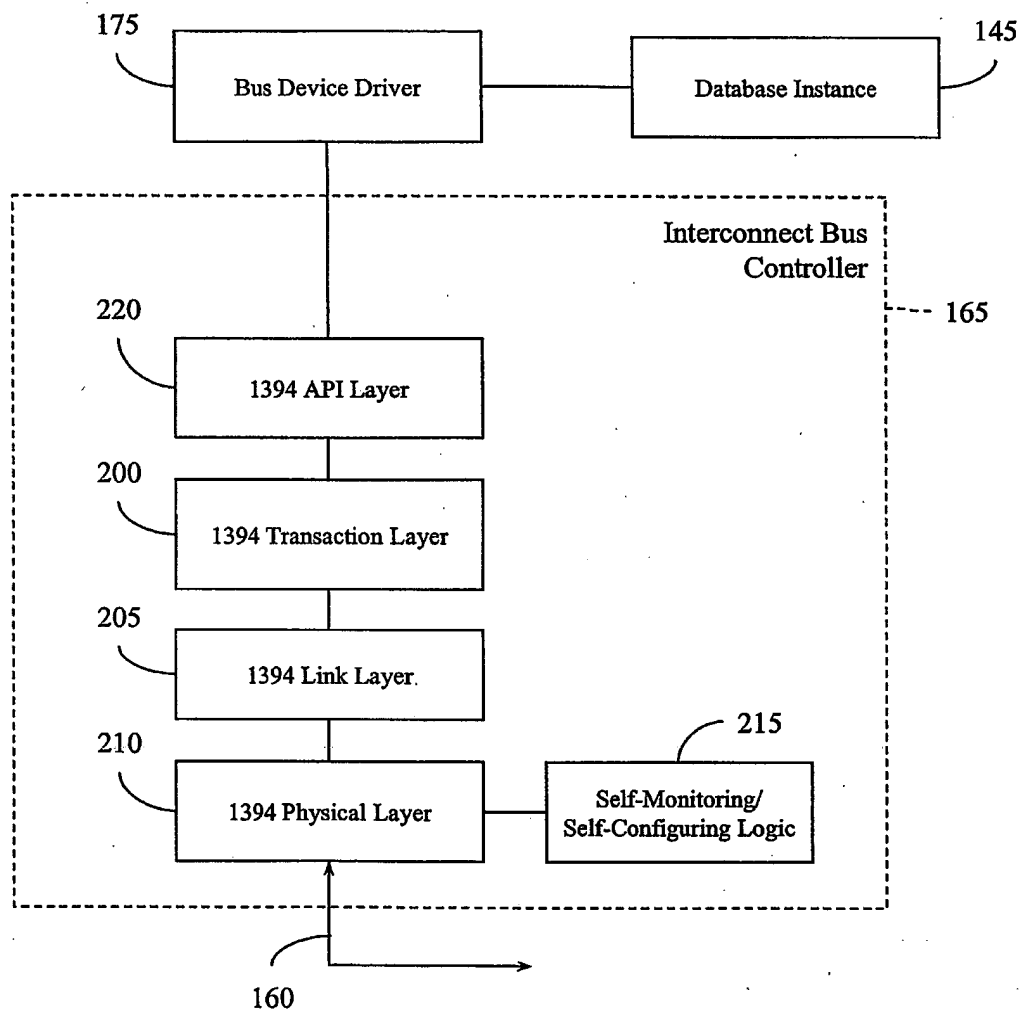 175
145
Bus Device Driver
Database Instance
Interconnect Bus
Controller
165
220
1394 API Layer
200
1394 Transaction Layer
205
1394 Link Layer
210
215
1394 Physical Layer
Self-Monitoring/
Self-Configuring Logic
160